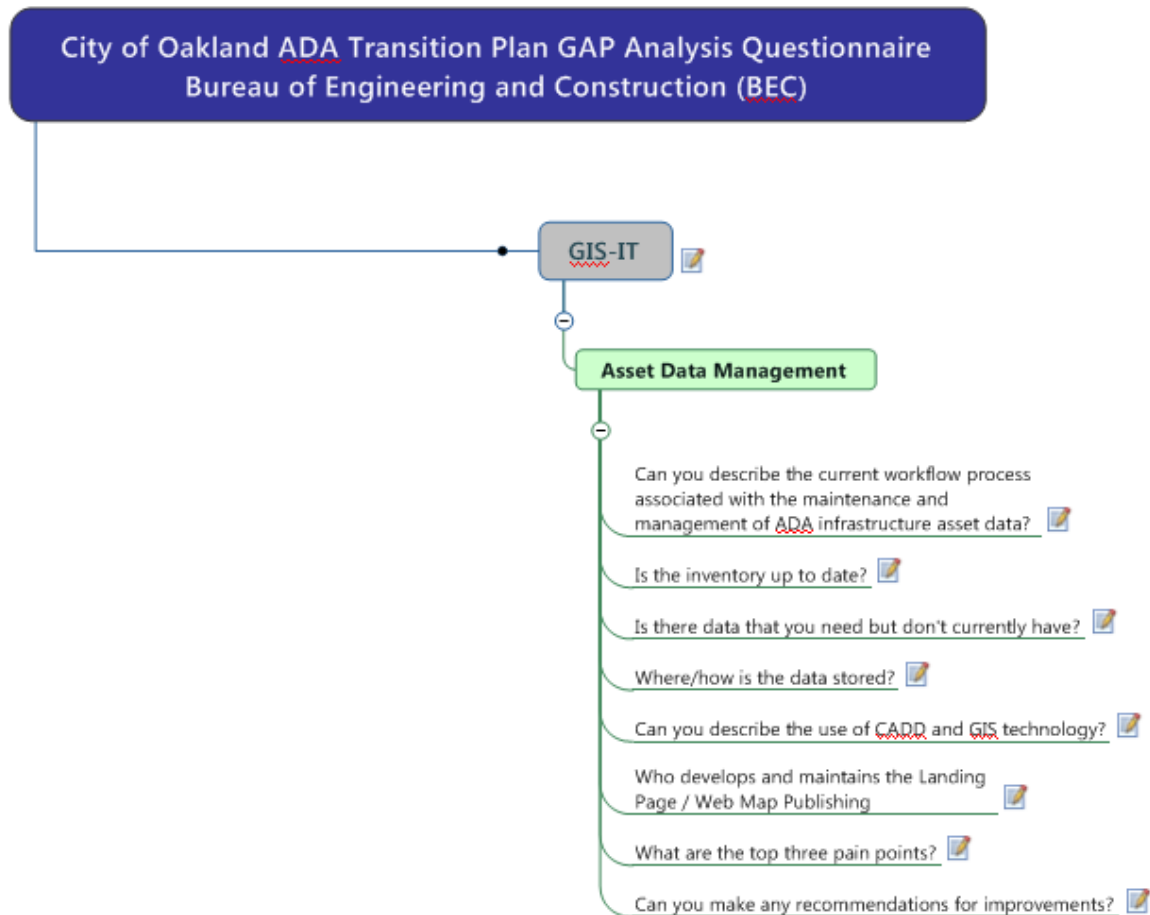 City of Oakland ADA Transition Plan GAP Analysis Questionnaire
Bureau of Engineering and Construction (BEC)
GIS-IT
Asset Data Management
Can you describe the current workflow process
associated with the maintenance and
management of ADA infrastructure asset data?
Is the inventory up to date?
Is there data that you need but don't currently have?
Where/how is the data stored?
Can you describe the use of CADD and GIS technology?
Who develops and maintains the Landing
Page / Web Map Publishing
What are the top three pain points?
Can you make any recommendations for improvements?